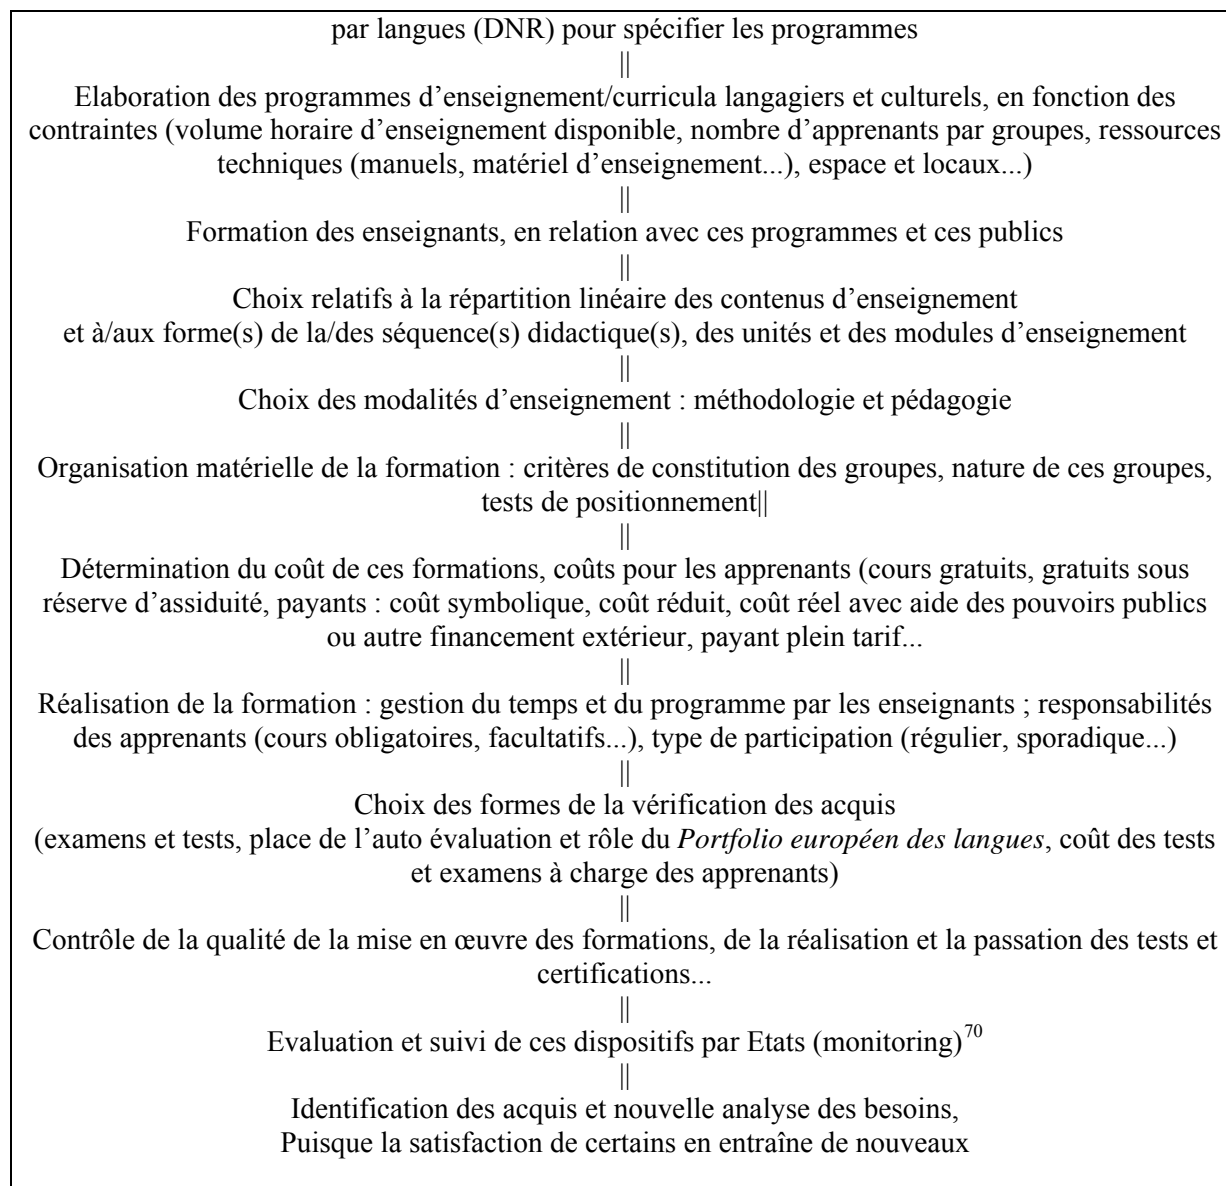 par langues (DNR) pour spécifier les programmes
||
Elaboration des programmes d’enseignement/curricula langagiers et culturels, en fonction des
contraintes (volume horaire d’enseignement disponible, nombre d’apprenants par groupes, ressources
techniques (manuels, matériel d’enseignement...), espace et locaux...)
||
Formation des enseignants, en relation avec ces programmes et ces publics
||
Choix relatifs à la répartition linéaire des contenus d’enseignement
et à/aux forme(s) de la/des séquence(s) didactique(s), des unités et des modules d’enseignement
||
Choix des modalités d’enseignement : méthodologie et pédagogie
||
Organisation matérielle de la formation : critères de constitution des groupes, nature de ces groupes,
tests de positionnement||
||
Détermination du coût de ces formations, coûts pour les apprenants (cours gratuits, gratuits sous
réserve d’assiduité, payants : coût symbolique, coût réduit, coût réel avec aide des pouvoirs publics
ou autre financement extérieur, payant plein tarif...
||
Réalisation de la formation : gestion du temps et du programme par les enseignants ; responsabilités
des apprenants (cours obligatoires, facultatifs...), type de participation (régulier, sporadique...)
||
Choix des formes de la vérification des acquis
(examens et tests, place de l’auto évaluation et rôle du Portfolio européen des langues, coût des tests
et examens à charge des apprenants)
||
Contrôle de la qualité de la mise en œuvre des formations, de la réalisation et la passation des tests et
certifications...
||
Evaluation et suivi de ces dispositifs par Etats (monitoring)70
||
Identification des acquis et nouvelle analyse des besoins,
Puisque la satisfaction de certains en entraîne de nouveaux